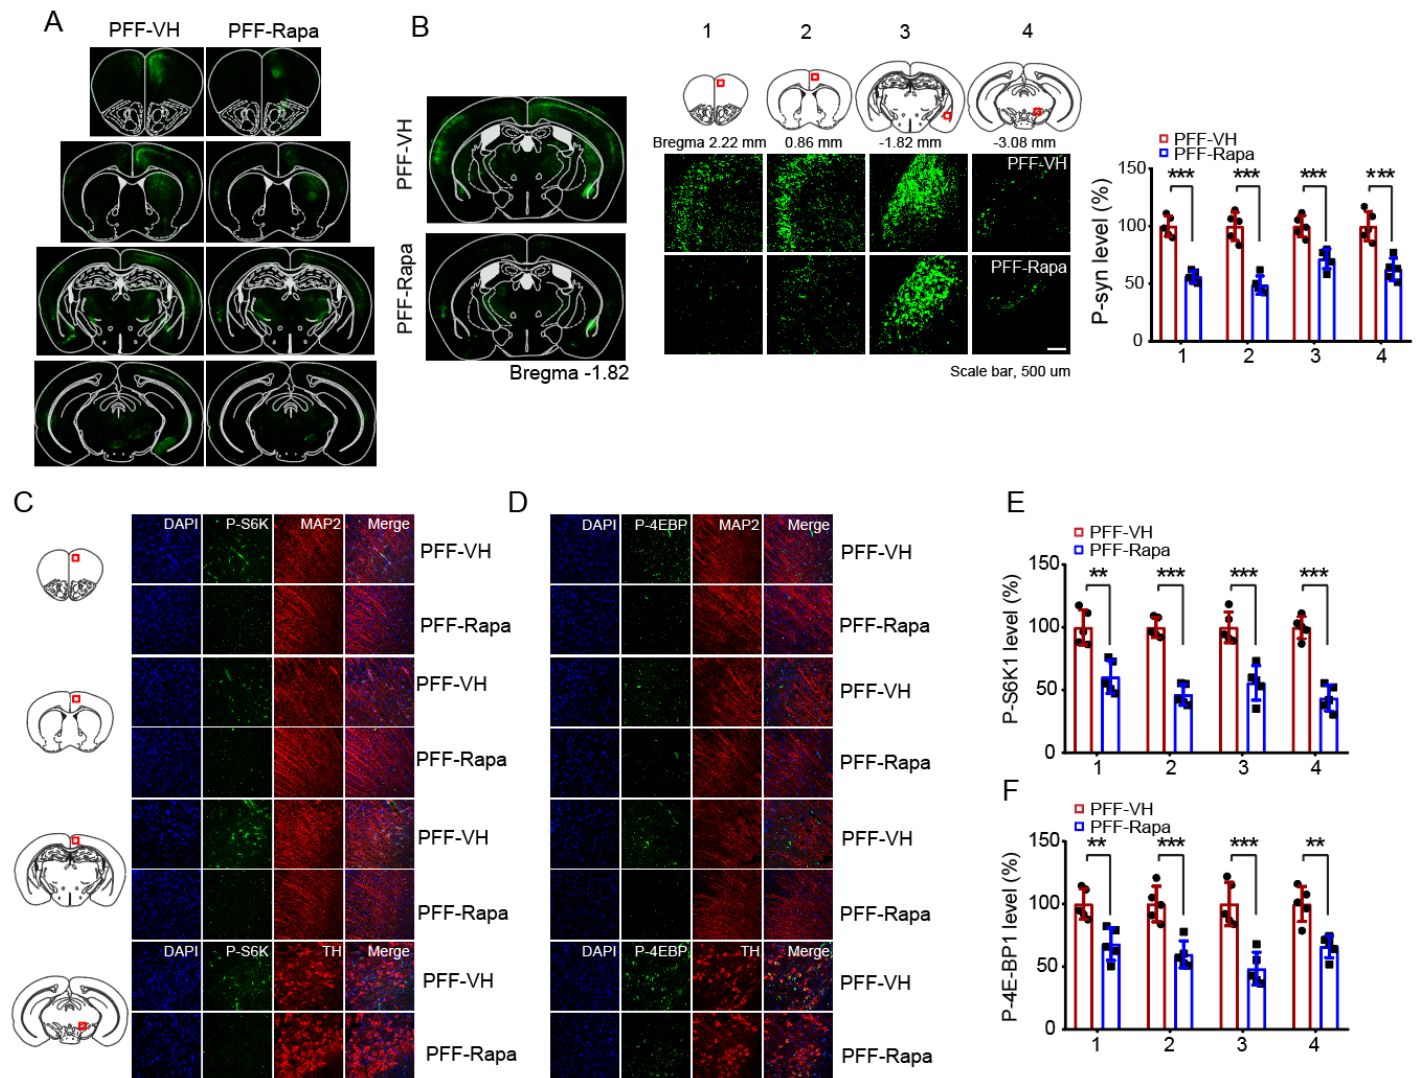 A
PFF-VH PFF-Rapa
B
PFF-VH
PFF-Rapa
Bregma -1.82
1 2 3 4
Bregma 2.22 mm 0.86 mm -1.82 mm -3.08 mm
PFF-VH
PFF-Rapa
Scale bar, 500 um
PFF-VH
PFF-Rapa
P-syn level (%)
150
100
50
0
*** *** *** ***
1 2 3 4
C
DAPI P-S6K MAP2 Merge
PFF-VH
PFF-Rapa
PFF-VH
PFF-Rapa
PFF-VH
PFF-Rapa
DAPI P-S6K TH Merge
PFF-VH
PFF-Rapa
D
DAPI P-4EBP MAP2 Merge
PFF-VH
PFF-Rapa
PFF-VH
PFF-Rapa
PFF-VH
PFF-Rapa
DAPI P-4EBP TH Merge
PFF-VH
PFF-Rapa
E
PFF-VH
PFF-Rapa
P-S6K1 level (%)
150
100
50
0
** *** *** ***
1 2 3 4
F
PFF-VH
PFF-Rapa
P-4E-BP1 level (%)
150
100
50
0
** *** *** **
1 2 3 4